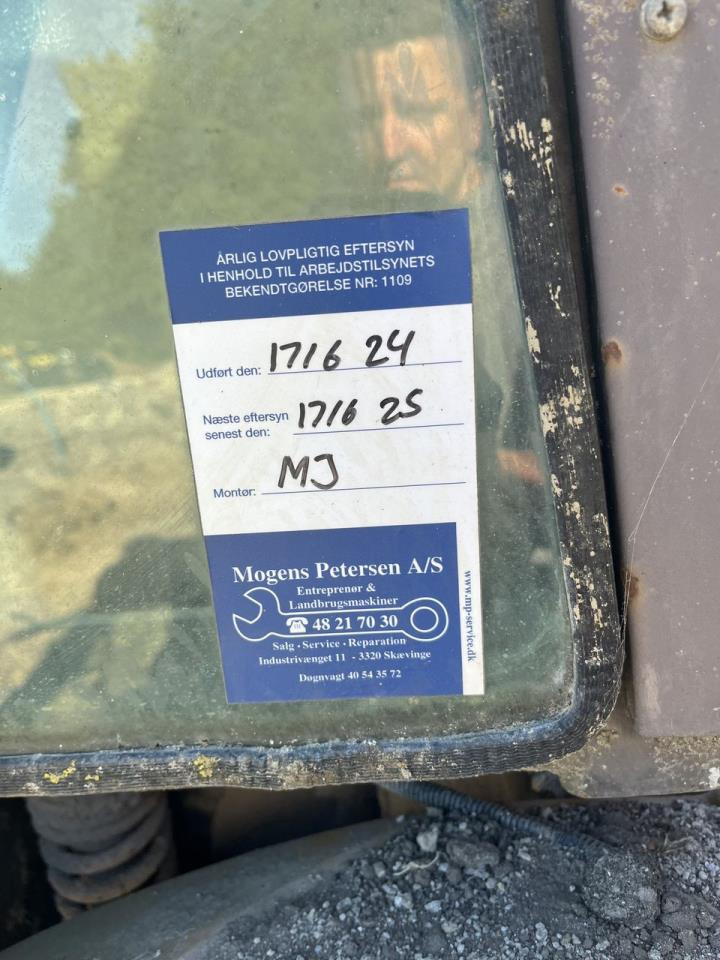 ÅRLIG LOVPLIGTIG EFTERSYN
I HENHOLD TIL ARBEJDSTILSYNETS
BEKENDTGØRELSE NR: 1109
Udført den: 17/6 24
Næste eftersyn
senest den: 17/6 25
Montør: MJ
Mogens Petersen A/S
Entreprenør &
Landbrugsmaskiner
☎ 48 21 70 30
Salg · Service · Reparation
Industrivænget 11 - 3320 Skævinge
Døgnvagt 40 54 35 72
www.mp-service.dk